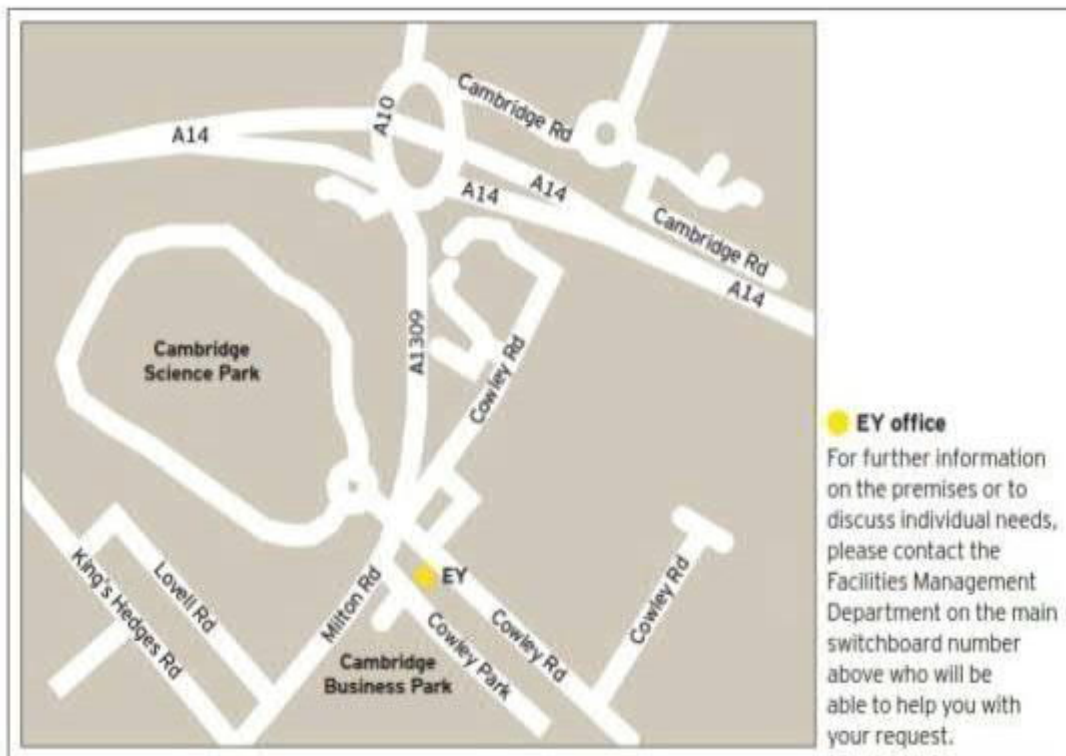 A10
Cambridge Rd
A14
A14
A14
Cambridge Rd
A14
A1309
Cambridge
Science Park
Cowley Rd
EY
King's Hedges Rd
Lovell Rd
Milton Rd
Cowley Park
Cowley Rd
Cowley Rd
Cambridge
Business Park
EY office
For further information
on the premises or to
discuss individual needs,
please contact the
Facilities Management
Department on the main
switchboard number
above who will be
able to help you with
your request.